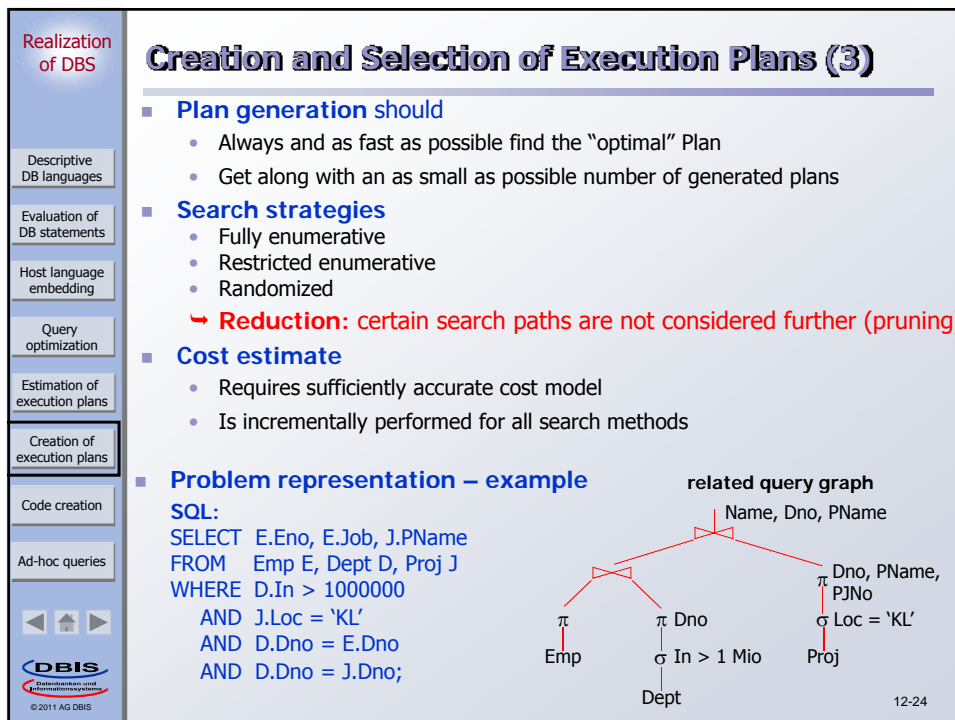 Realization
of DBS
Creation and Selection of Execution Plans (3)
Plan generation should
Always and as fast as possible find the “optimal” Plan
Get along with an as small as possible number of generated plans
Search strategies
Fully enumerative
Restricted enumerative
Randomized
➥ Reduction: certain search paths are not considered further (pruning
Cost estimate
Requires sufficiently accurate cost model
Is incrementally performed for all search methods
Problem representation – example
SQL:
SELECT E.Eno, E.Job, J.PName
FROM Emp E, Dept D, Proj J
WHERE D.In > 1000000
AND J.Loc = ‘KL’
AND D.Dno = E.Dno
AND D.Dno = J.Dno;
related query graph
Name, Dno, PName
π Dno, PName,
PJNo
π
π Dno
σ Loc = ‘KL’
Emp
σ In > 1 Mio
Proj
Dept
Descriptive
DB languages
Evaluation of
DB statements
Host language
embedding
Query
optimization
Estimation of
execution plans
Creation of
execution plans
Code creation
Ad-hoc queries
DBIS
Datenbanken und
Informationssysteme
© 2011 AG DBIS
12-24